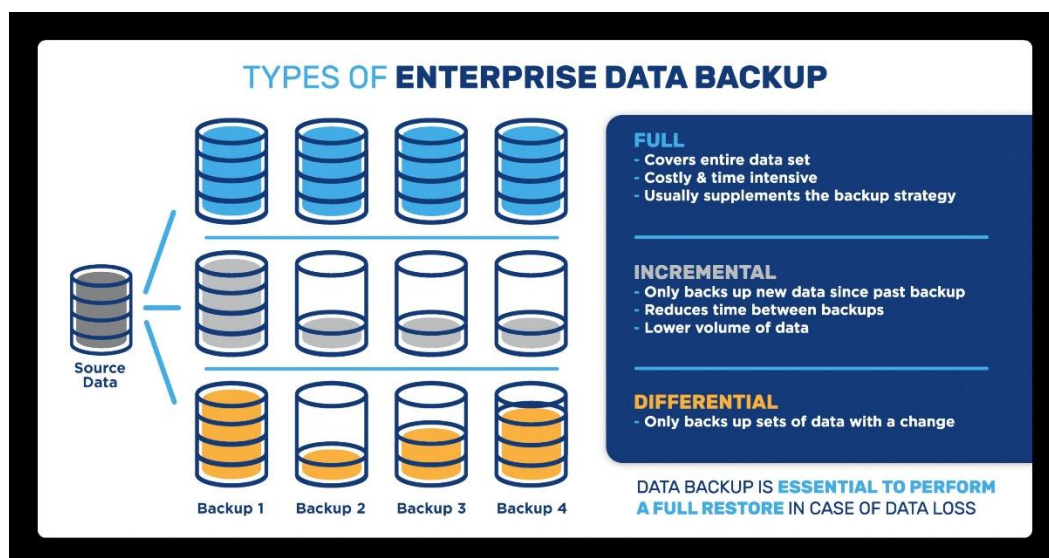 TYPES OF ENTERPRISE DATA BACKUP
FULL
- Covers entire data set
- Costly & time intensive
- Usually supplements the backup strategy
INCREMENTAL
- Only backs up new data since past backup
- Reduces time between backups
- Lower volume of data
Source
Data
DIFFERENTIAL
- Only backs up sets of data with a change
Backup 1
Backup 2
Backup 3
Backup 4
DATA BACKUP IS ESSENTIAL TO PERFORM
A FULL RESTORE IN CASE OF DATA LOSS